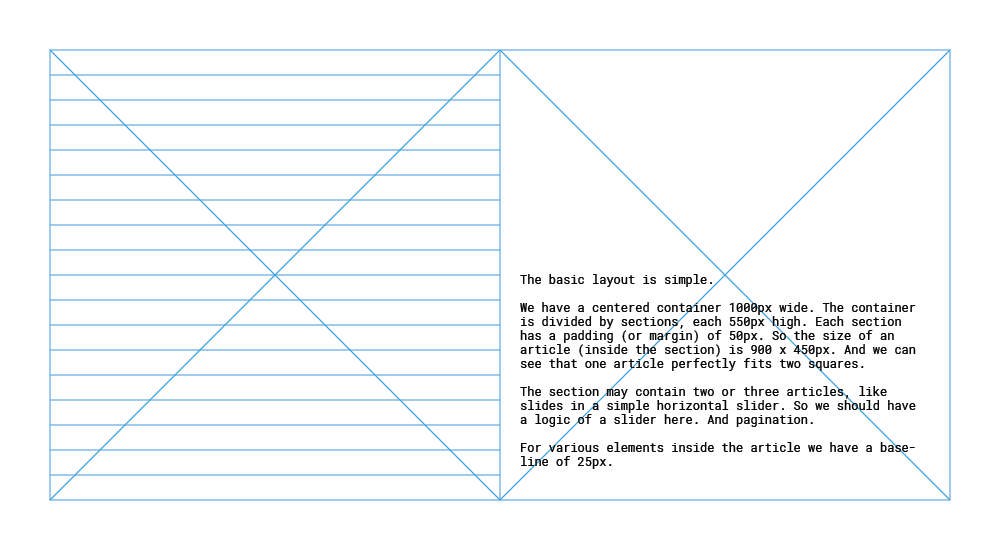 The basic layout is simple.
We have a centered container 1000px wide. The container
is divided by sections, each 550px high. Each section
has a padding (or margin) of 50px. So the size of an
article (inside the section) is 900 x 450px. And we can
see that one article perfectly fits two squares.
The section may contain two or three articles, like
slides in a simple horizontal slider. So we should have
a logic of a slider here. And pagination.
For various elements inside the article we have a base-
line of 25px.